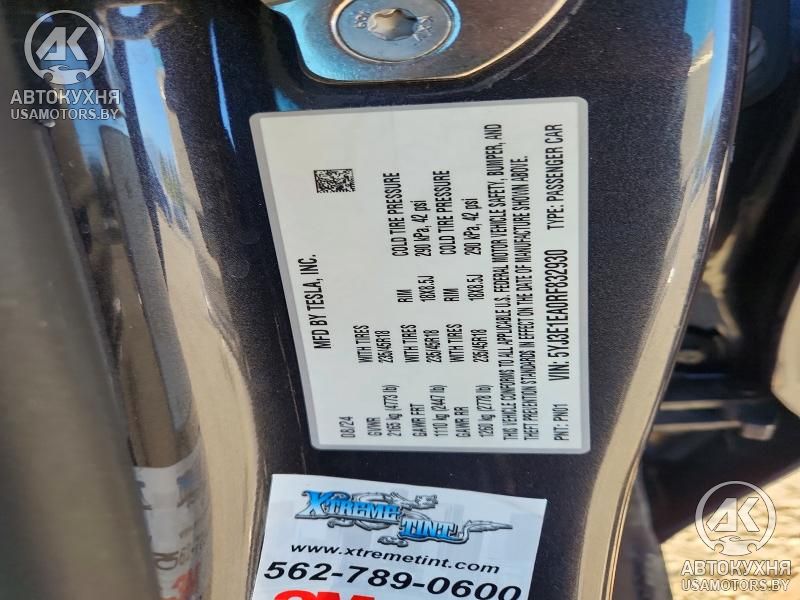 АВТОКУХНЯ
USAMOTORS.BY
MFD BY TESLA, INC.
08/24
GVWR
2165 kg (4773 lb)
WITH TIRES
235/45R18
COLD TIRE PRESSURE
290 kPa, 42 psi
GAWR FRT
1110 kg (2447 lb)
WITH TIRES
235/45R18
RIM
18X8.5J
COLD TIRE PRESSURE
290 kPa, 42 psi
GAWR RR
1260 kg (2778 lb)
WITH TIRES
235/45R18
RIM
18X8.5J
THIS VEHICLE CONFORMS TO ALL APPLICABLE U.S. FEDERAL MOTOR VEHICLE SAFETY, BUMPER, AND
THEFT PREVENTION STANDARDS IN EFFECT ON THE DATE OF MANUFACTURE SHOWN ABOVE.
PNT: PN01 VIN: 5YJ3E1EA0RF832930 TYPE: PASSENGER CAR
XTREME
TINT
www.xtremetint.com
562-789-0600
3M
АВТОКУХНЯ
USAMOTORS.BY